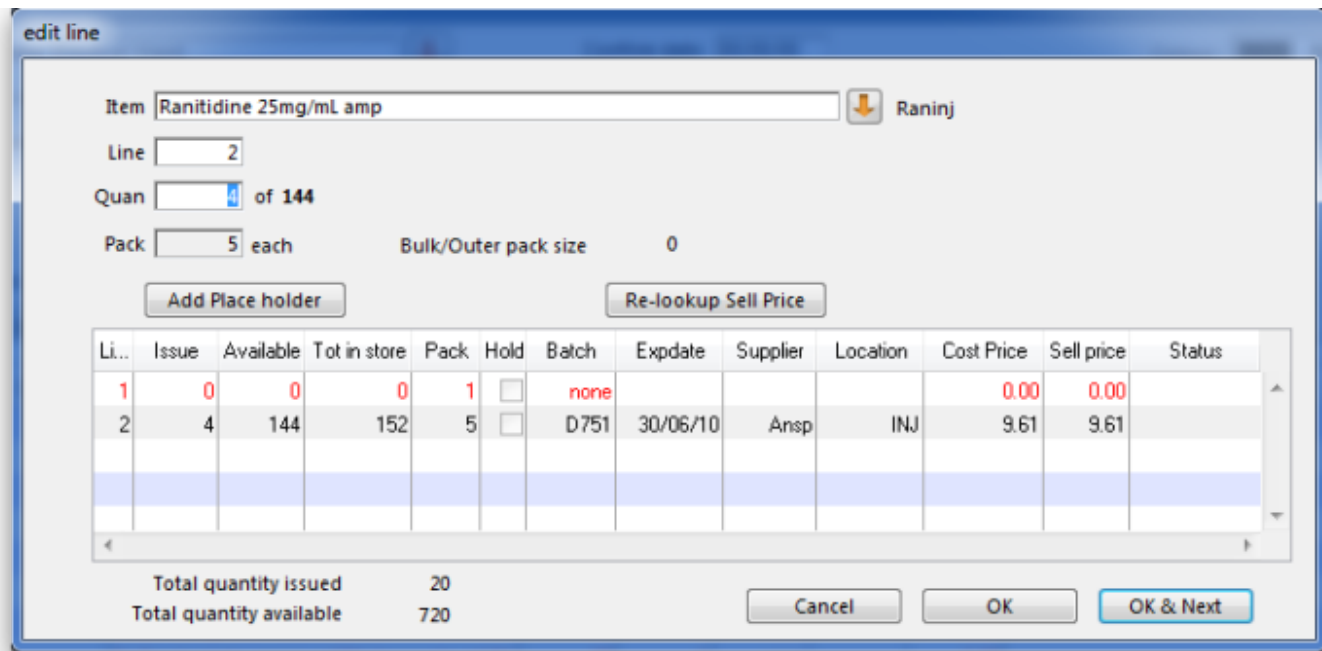 edit line
Item Ranitidine 25mg/mL amp Raninj
Line 2
Quan 4 of 144
Pack 5 each Bulk/Outer pack size 0
Add Place holder Re-lookup Sell Price
Li... Issue Available Tot in store Pack Hold Batch Expdate Supplier Location Cost Price Sell price Status
1 0 0 0 1 none 0.00 0.00
2 4 144 152 5 D751 30/06/10 Ansp INJ 9.61 9.61
Total quantity issued 20
Total quantity available 720
Cancel OK OK & Next